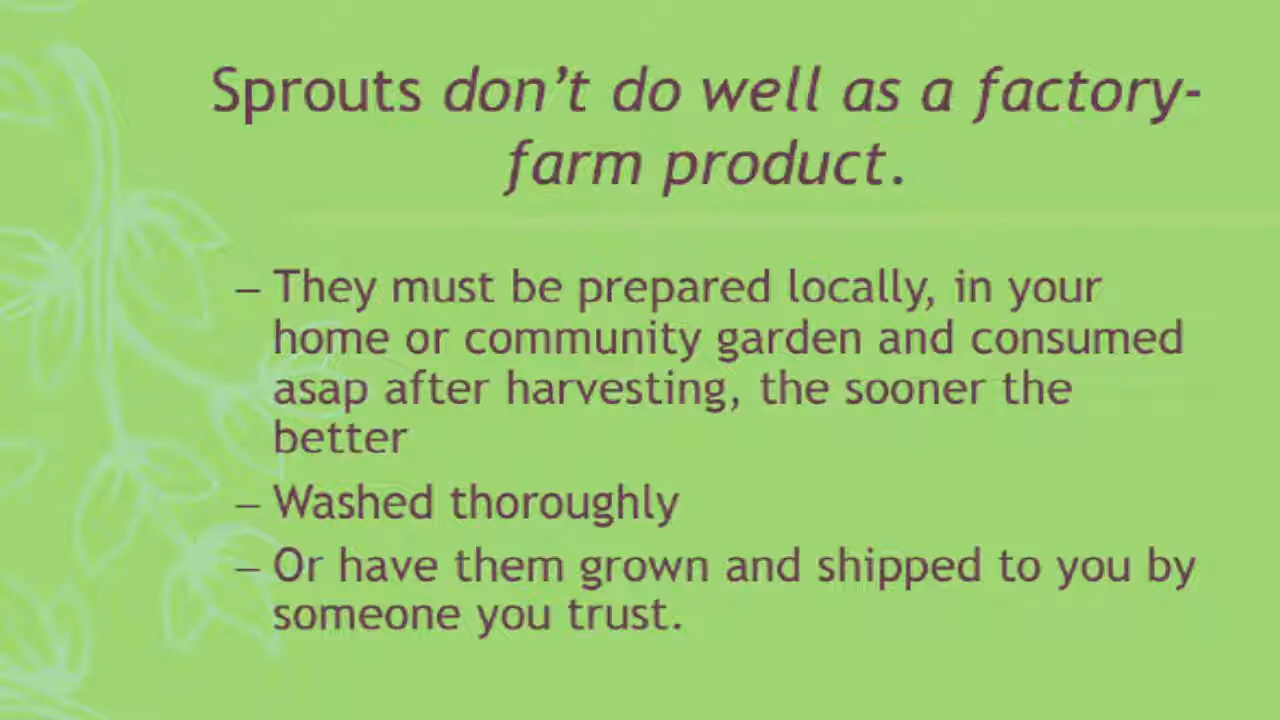 Sprouts don't do well as a factory-
farm product.
– They must be prepared locally, in your
home or community garden and consumed
asap after harvesting, the sooner the
better
– Washed thoroughly
– Or have them grown and shipped to you by
someone you trust.